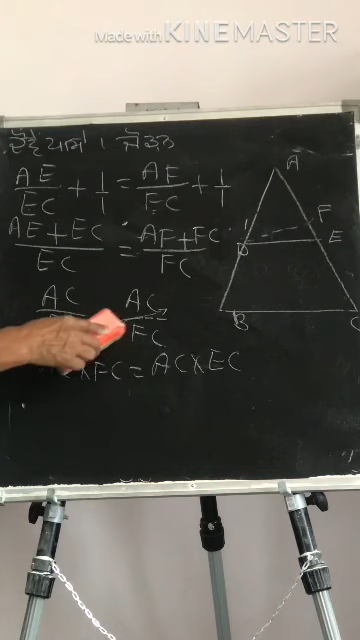 Made with KINEMASTER
AE/EC + 1/1 = AF/FC + 1/1
AE+EC/EC = AF+FC/FC
AC = AC/FC
×FC = AC×EC
A
F
D E
B C